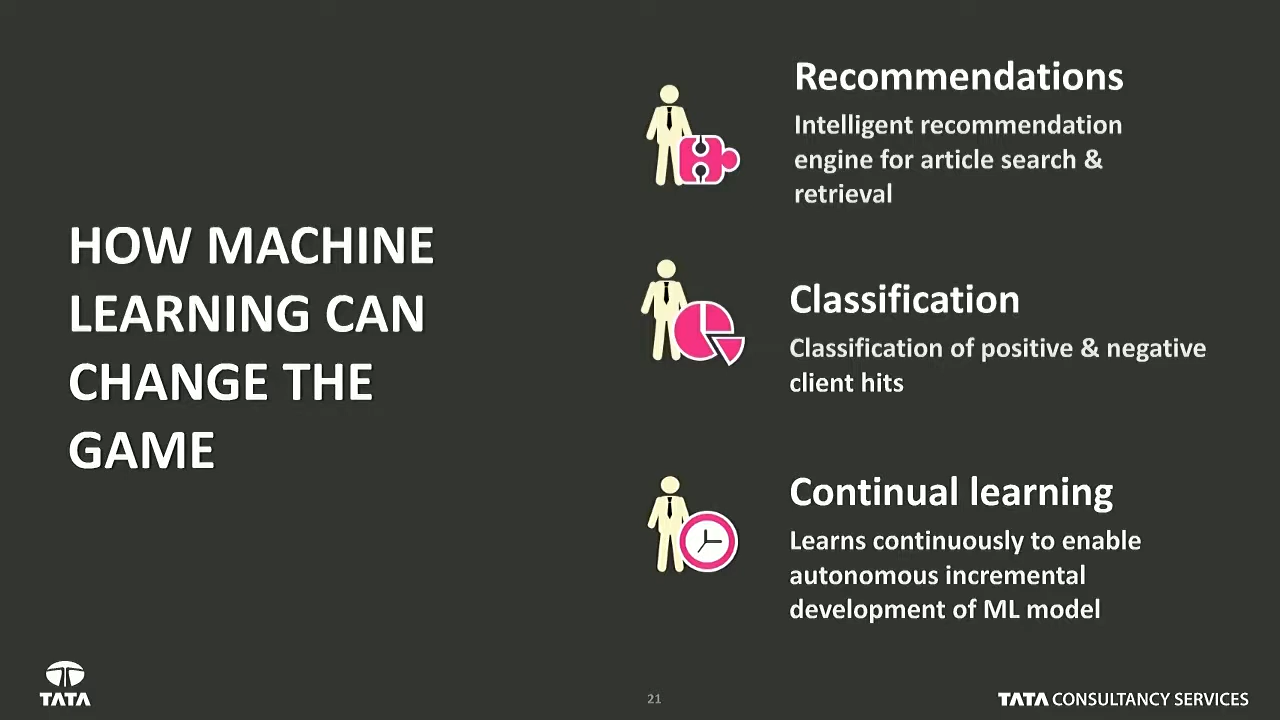 HOW MACHINE
LEARNING CAN
CHANGE THE
GAME
Recommendations
Intelligent recommendation
engine for article search &
retrieval
Classification
Classification of positive & negative
client hits
Continual learning
Learns continuously to enable
autonomous incremental
development of ML model
TATA
21
TATA CONSULTANCY SERVICES